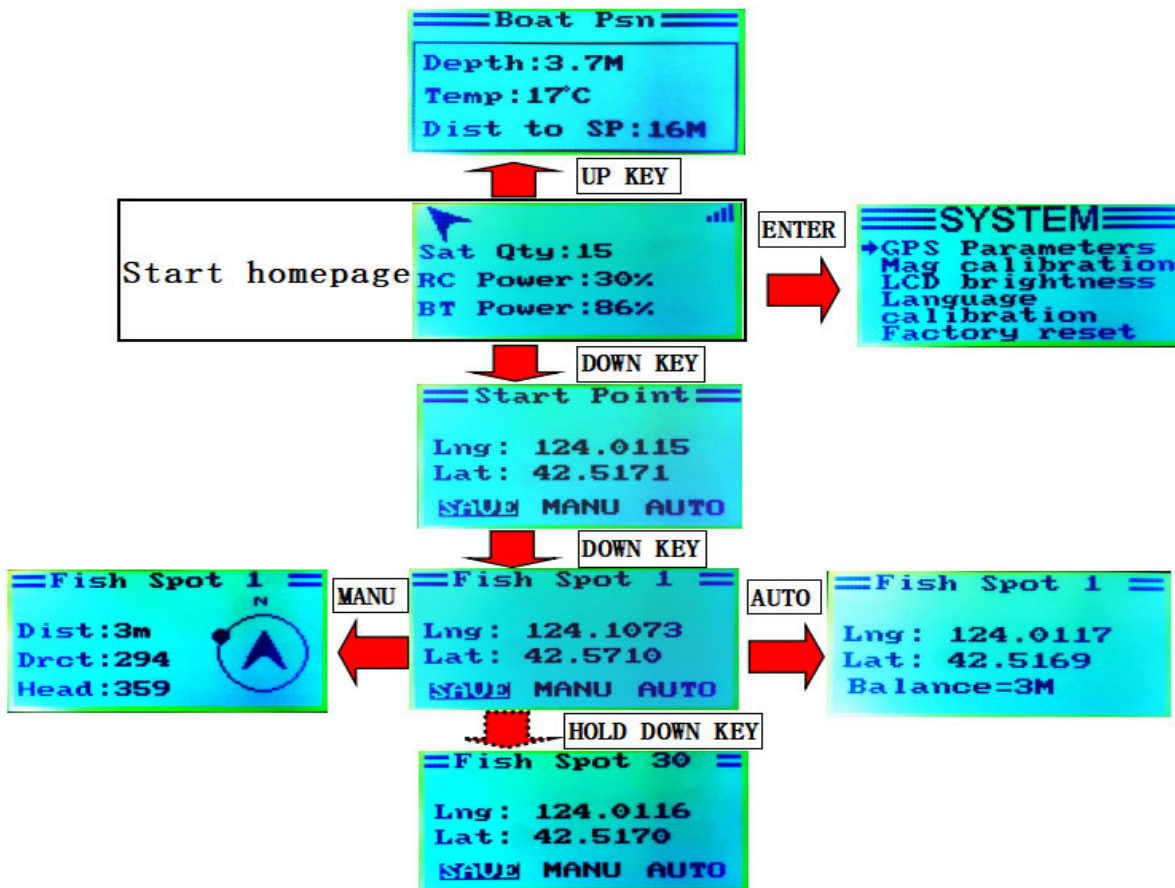 Boat Psn
Depth:3.7M
Temp:17°C
Dist to SP:16M
UP KEY
Start homepage
Sat Qty:15
RC Power:30%
BT Power:86%
ENTER
SYSTEM
GPS Parameters
Mag calibration
LCD brightness
Language
calibration
Factory reset
DOWN KEY
Start Point
Lng: 124.0115
Lat: 42.5171
SAVE MANU AUTO
DOWN KEY
Fish Spot 1
Dist:3m
Drct:294
Head:359
N
MANU
Fish Spot 1
Lng: 124.1073
Lat: 42.5710
SAVE MANU AUTO
AUTO
Fish Spot 1
Lng: 124.0117
Lat: 42.5169
Balance=3M
HOLD DOWN KEY
Fish Spot 30
Lng: 124.0116
Lat: 42.5170
SAVE MANU AUTO